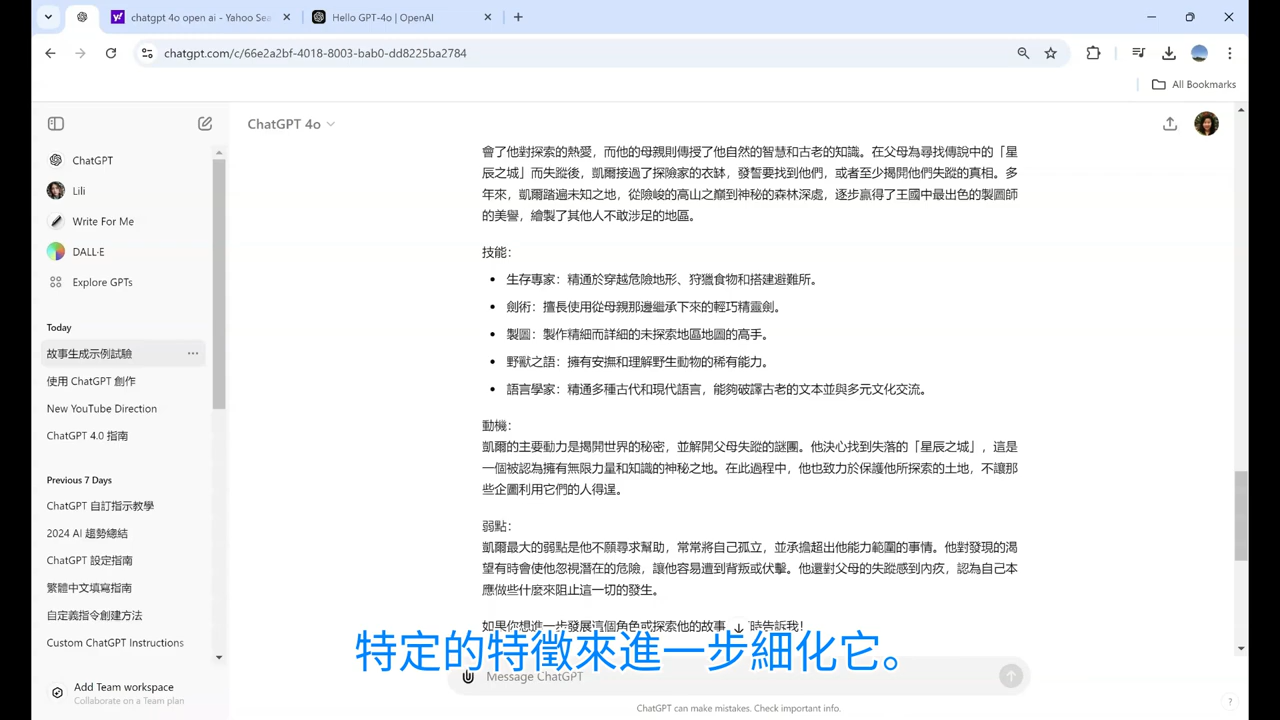 chatgpt 4o open ai - Yahoo Sea
Hello GPT-4o | OpenAI
chatgpt.com/c/66e2a2bf-4018-8003-bab0-dd8225ba2784
All Bookmarks
ChatGPT 4o
ChatGPT
Lili
Write For Me
DALL·E
Explore GPTs
Today
故事生成示例試驗
使用 ChatGPT 創作
New YouTube Direction
ChatGPT 4.0 指南
Previous 7 Days
ChatGPT 自訂指示教學
2024 AI 趨勢總結
ChatGPT 設定指南
繁體中文填寫指南
自定義指令創建方法
Custom ChatGPT Instructions
Add Team workspace
Collaborate on a Team plan
會了他對探索的熱愛，而他的母親則傳授了他自然的智慧和古老的知識。在父母為尋找傳說中的「星
辰之城」而失蹤後，凱爾接過了探險家的衣缽，發誓要找到他們，或者至少揭開他們失蹤的真相。多
年來，凱爾踏遍未知之地，從險峻的高山之巔到神秘的森林深處，逐步贏得了王國中最出色的製圖師
的美譽，繪製了其他人不敢涉足的地區。
技能：
• 生存專家：精通於穿越危險地形、狩獵食物和搭建避難所。
• 劍術：擅長使用從母親那邊繼承下來的輕巧精靈劍。
• 製圖：製作精細而詳細的未探索地區地圖的高手。
• 野獸之語：擁有安撫和理解野生動物的稀有能力。
• 語言學家：精通多種古代和現代語言，能夠破譯古老的文本並與多元文化交流。
動機：
凱爾的主要動力是揭開世界的秘密，並解開父母失蹤的謎團。他決心找到失落的「星辰之城」，這是
一個被認為擁有無限力量和知識的神秘之地。在此過程中，他也致力於保護他所探索的土地，不讓那
些企圖利用它們的人得逞。
弱點：
凱爾最大的弱點是他不願尋求幫助，常常將自己孤立，並承擔超出他能力範圍的事情。他對發現的渴
望有時會使他忽視潛在的危險，讓他容易遭到背叛或伏擊。他還對父母的失蹤感到內疚，認為自己本
應做些什麼來阻止這一切的發生。
如果你想進一步發展這個角色或探索他的故事 時告訴我！
特定的特徵來進一步細化它。
Message ChatGPT
ChatGPT can make mistakes. Check important info.
?